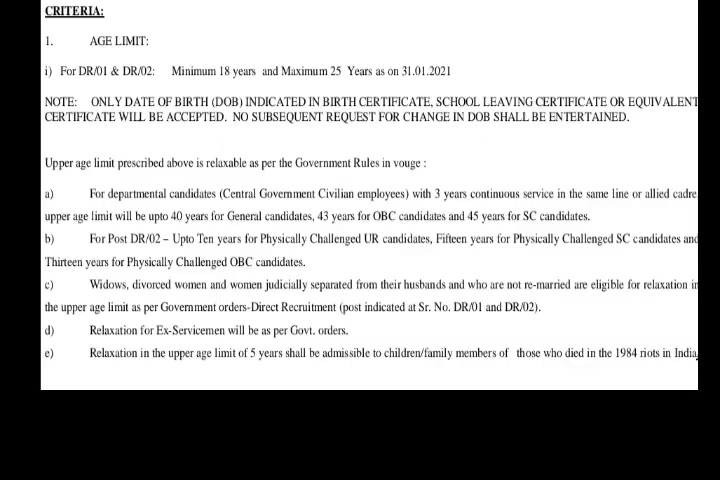 CRITERIA:
1. AGE LIMIT:
i) For DR/01 & DR/02: Minimum 18 years and Maximum 25 Years as on 31.01.2021
NOTE: ONLY DATE OF BIRTH (DOB) INDICATED IN BIRTH CERTIFICATE, SCHOOL LEAVING CERTIFICATE OR EQUIVALENT
CERTIFICATE WILL BE ACCEPTED. NO SUBSEQUENT REQUEST FOR CHANGE IN DOB SHALL BE ENTERTAINED.
Upper age limit prescribed above is relaxable as per the Government Rules in vouge :
a) For departmental candidates (Central Government Civilian employees) with 3 years continuous service in the same line or allied cadre
upper age limit will be upto 40 years for General candidates, 43 years for OBC candidates and 45 years for SC candidates.
b) For Post DR/02 – Upto Ten years for Physically Challenged UR candidates, Fifteen years for Physically Challenged SC candidates and
Thirteen years for Physically Challenged OBC candidates.
c) Widows, divorced women and women judicially separated from their husbands and who are not re-married are eligible for relaxation in
the upper age limit as per Government orders-Direct Recruitment (post indicated at Sr. No. DR/01 and DR/02).
d) Relaxation for Ex-Servicemen will be as per Govt. orders.
e) Relaxation in the upper age limit of 5 years shall be admissible to children/family members of those who died in the 1984 riots in India,